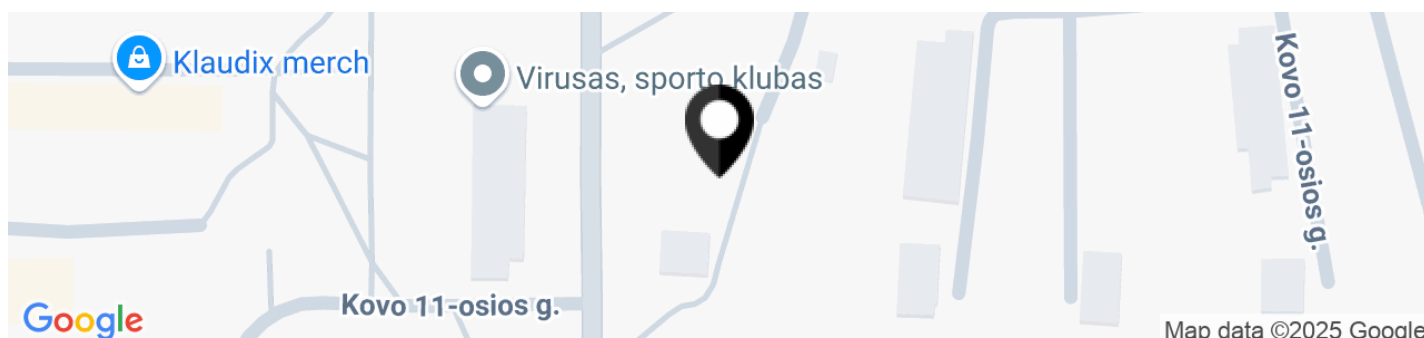 Klaudix merch
Virusas, sporto klubas
Kovo 11-osios g.
Kovo 11-osios g.
Google
Map data ©2025 Google